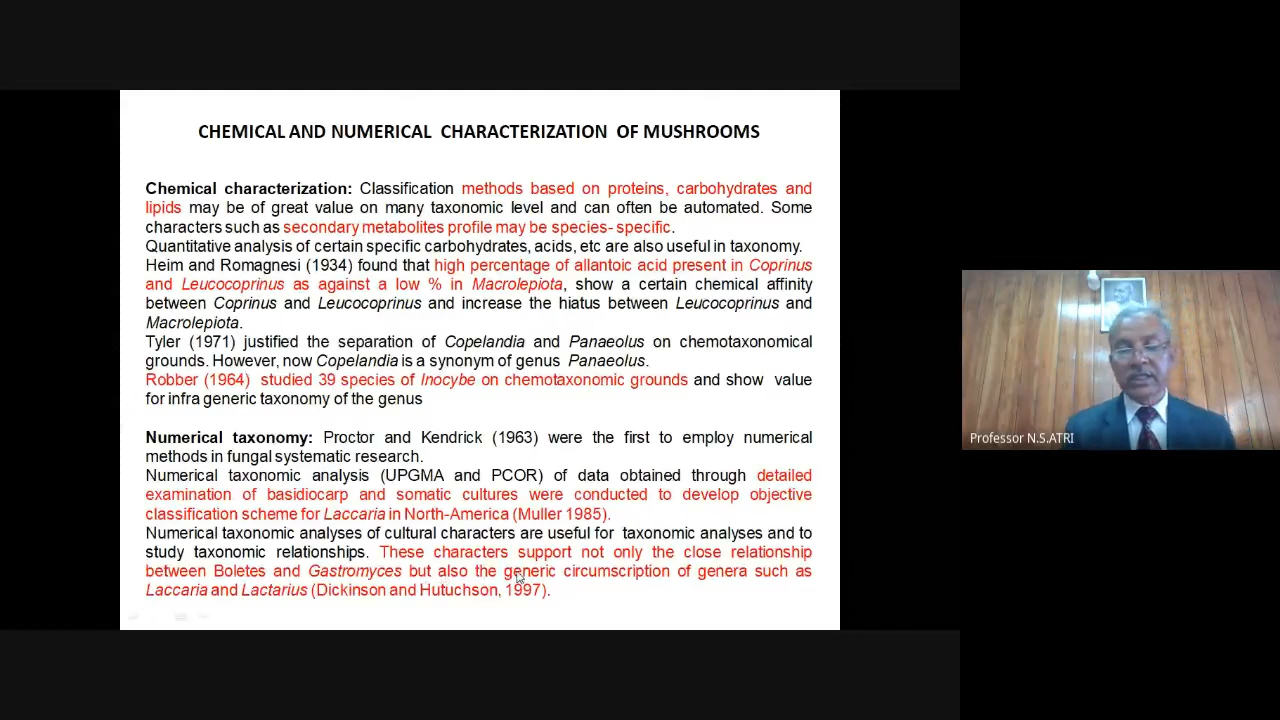 CHEMICAL AND NUMERICAL CHARACTERIZATION OF MUSHROOMS
Chemical characterization: Classification methods based on proteins, carbohydrates and
lipids may be of great value on many taxonomic level and can often be automated. Some
characters such as secondary metabolites profile may be species- specific.
Quantitative analysis of certain specific carbohydrates, acids, etc are also useful in taxonomy.
Heim and Romagnesi (1934) found that high percentage of allantoic acid present in Coprinus
and Leucocoprinus as against a low % in Macrolepiota, show a certain chemical affinity
between Coprinus and Leucocoprinus and increase the hiatus between Leucocoprinus and
Macrolepiota.
Tyler (1971) justified the separation of Copelandia and Panaeolus on chemotaxonomical
grounds. However, now Copelandia is a synonym of genus Panaeolus.
Robber (1964) studied 39 species of Inocybe on chemotaxonomic grounds and show value
for infra generic taxonomy of the genus
Numerical taxonomy: Proctor and Kendrick (1963) were the first to employ numerical
methods in fungal systematic research.
Numerical taxonomic analysis (UPGMA and PCOR) of data obtained through detailed
examination of basidiocarp and somatic cultures were conducted to develop objective
classification scheme for Laccaria in North-America (Muller 1985).
Numerical taxonomic analyses of cultural characters are useful for taxonomic analyses and to
study taxonomic relationships. These characters support not only the close relationship
between Boletes and Gastromyces but also the generic circumscription of genera such as
Laccaria and Lactarius (Dickinson and Hutuchson, 1997).
Professor N.S.ATRI